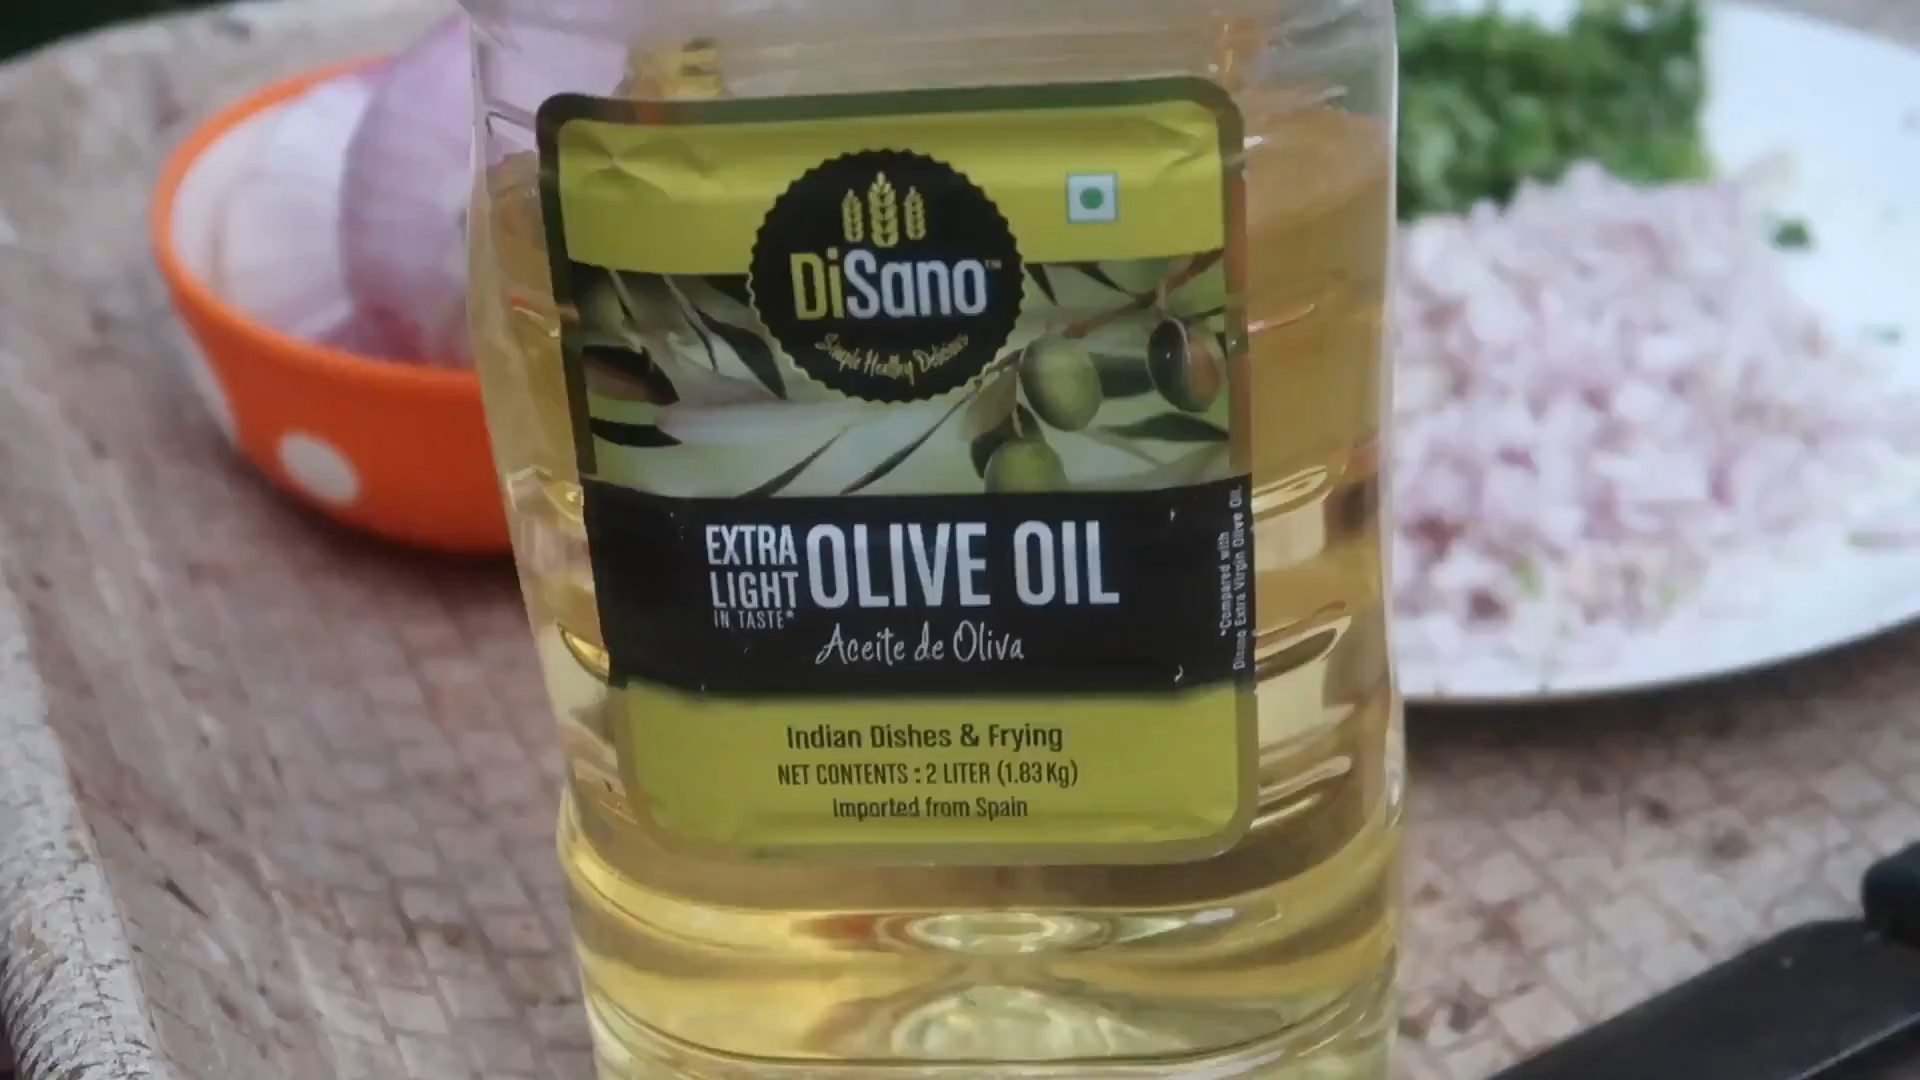 DiSano™
Simple Healthy Delicious
EXTRA
LIGHT
IN TASTE*
OLIVE OIL
Aceite de Oliva
*Compared with
Disano Extra Virgin Olive Oil.
Indian Dishes & Frying
NET CONTENTS : 2 LITER (1.83 Kg)
Imported from Spain